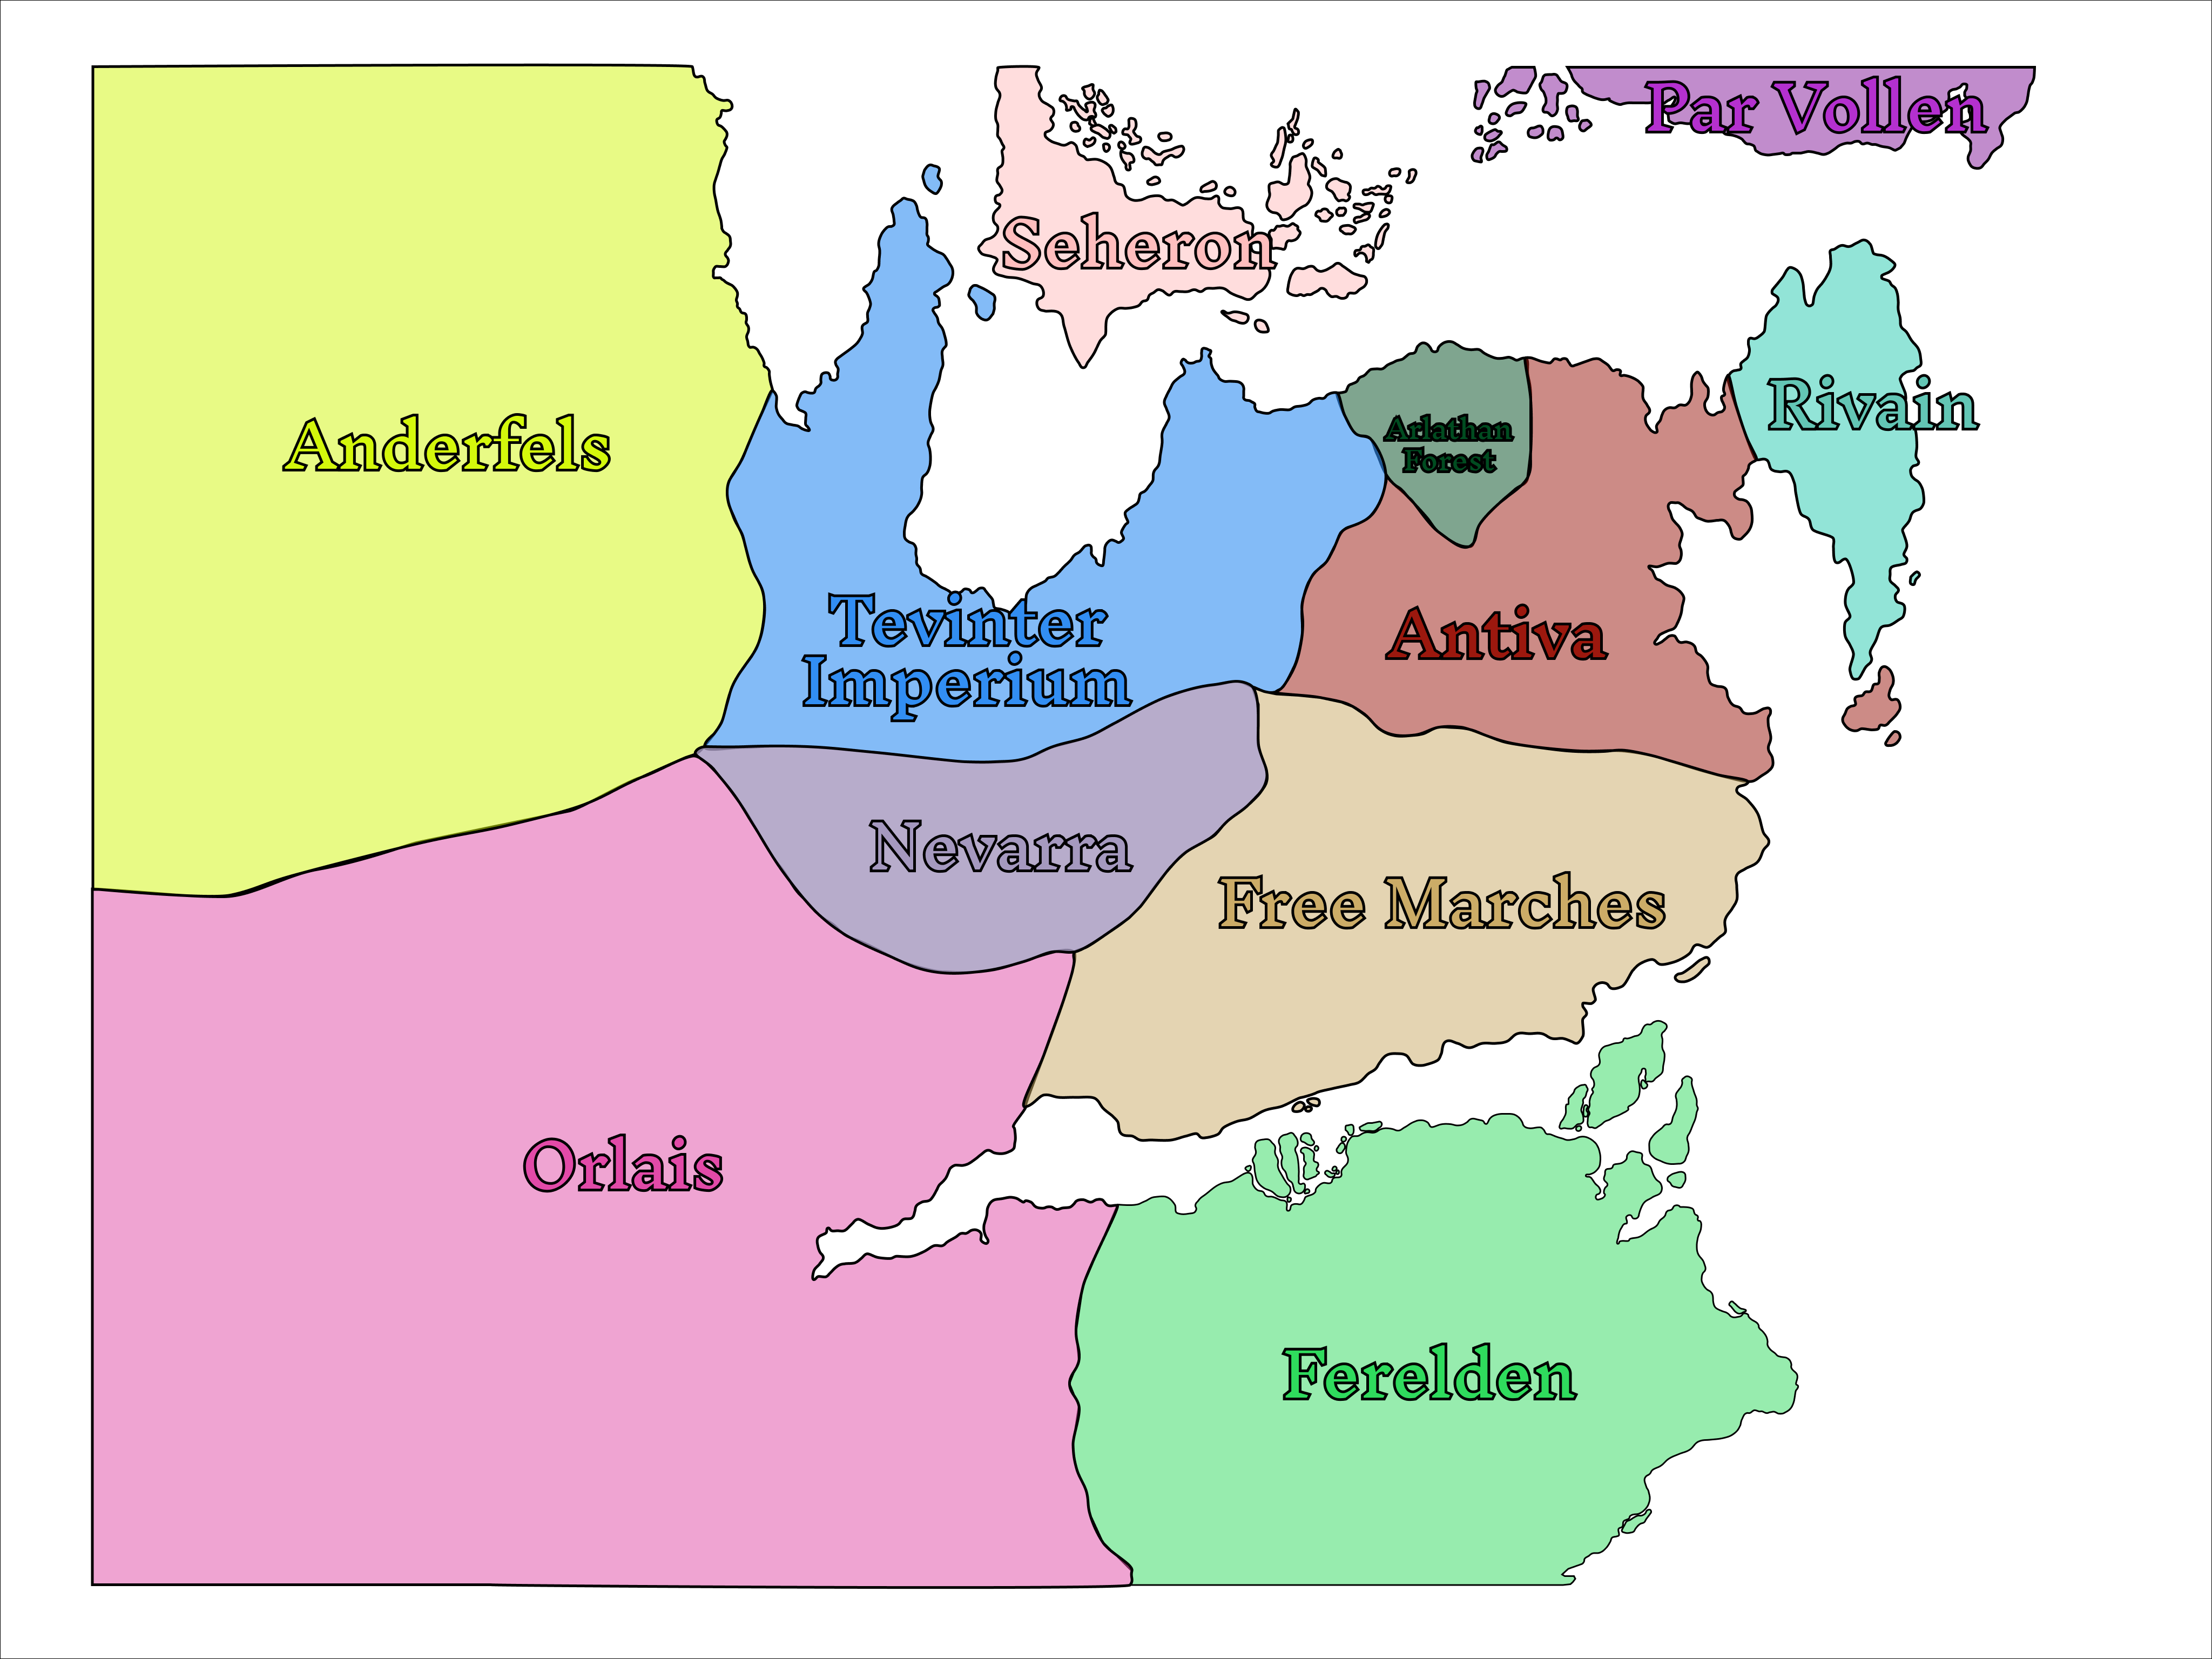 Par Vollen
Seheron
Rivain
Anderfels
Arlathan
Forest
Tevinter
Imperium
Antiva
Nevarra
Free Marches
Orlais
Ferelden